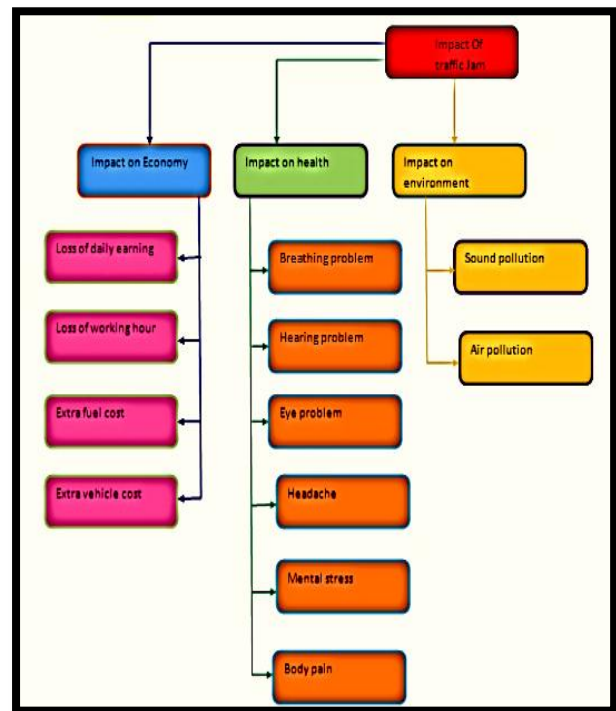 Impact Of
traffic Jam
Impact on Economy
Impact on health
Impact on
environment
Loss of daily earning
Loss of working hour
Extra fuel cost
Extra vehicle cost
Breathing problem
Hearing problem
Eye problem
Headache
Mental stress
Body pain
Sound pollution
Air pollution